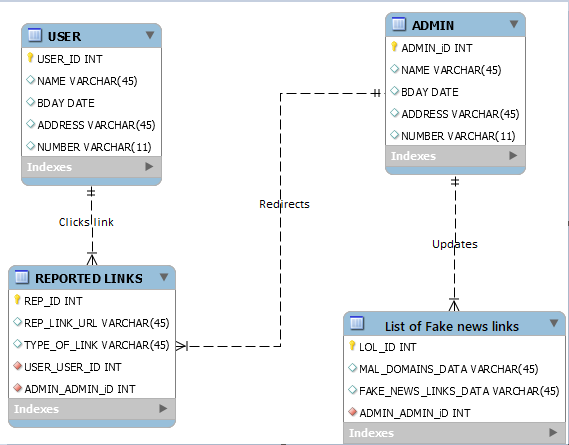 USER
USER_ID INT
NAME VARCHAR(45)
BDAY DATE
ADDRESS VARCHAR(45)
NUMBER VARCHAR(11)
Indexes
ADMIN
ADMIN_iD INT
NAME VARCHAR(45)
BDAY DATE
ADDRESS VARCHAR(45)
NUMBER VARCHAR(11)
Indexes
Clicks link
Redirects
Updates
REPORTED LINKS
REP_ID INT
REP_LINK_URL VARCHAR(45)
TYPE_OF_LINK VARCHAR(45)
USER_USER_ID INT
ADMIN_ADMIN_iD INT
Indexes
List of Fake news links
LOL_ID INT
MAL_DOMAINS_DATA VARCHAR(45)
FAKE_NEWS_LINKS_DATA VARCHAR(45)
ADMIN_ADMIN_iD INT
Indexes